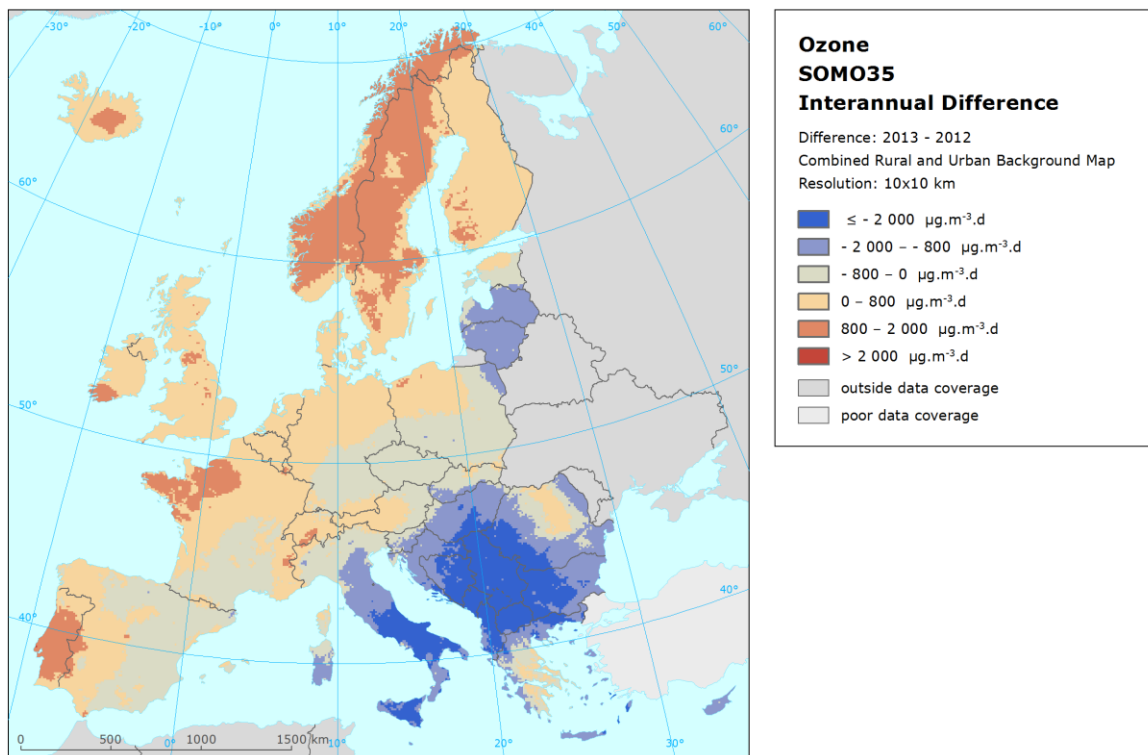 -30° -20° -10° 0° 10° 20° 30° 40° 50° 60°
60°
60°
50°
50°
40°
40°
0 500 1000 1500 km
0° 10° 20° 30°
Ozone
SOMO35
Interannual Difference
Difference: 2013 - 2012
Combined Rural and Urban Background Map
Resolution: 10x10 km
≤ - 2 000 µg.m⁻³.d
- 2 000 – - 800 µg.m⁻³.d
- 800 – 0 µg.m⁻³.d
0 – 800 µg.m⁻³.d
800 – 2 000 µg.m⁻³.d
> 2 000 µg.m⁻³.d
outside data coverage
poor data coverage